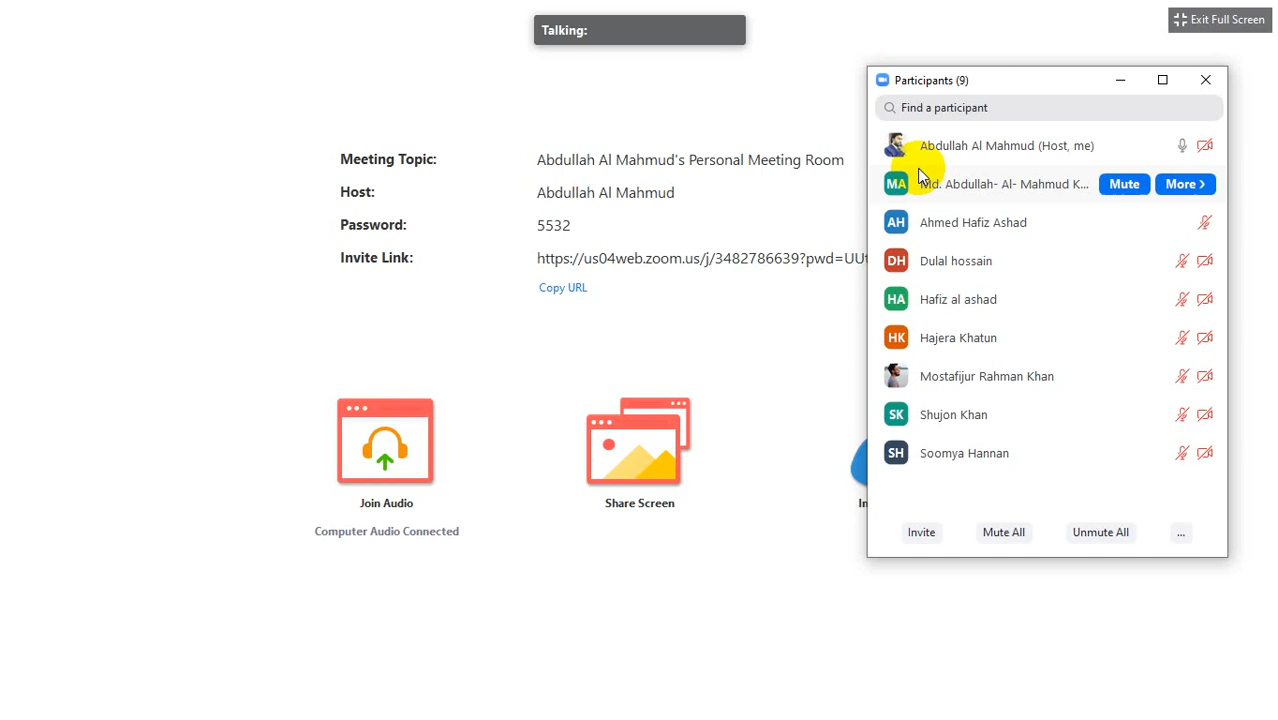 Talking:
Exit Full Screen
Meeting Topic: Abdullah Al Mahmud's Personal Meeting Room
Host: Abdullah Al Mahmud
Password: 5532
Invite Link: https://us04web.zoom.us/j/3482786639?pwd=UU
Copy URL
Join Audio
Computer Audio Connected
Share Screen
In
Participants (9)
Find a participant
Abdullah Al Mahmud (Host, me)
MA Md. Abdullah- Al- Mahmud K... Mute More >
AH Ahmed Hafiz Ashad
DH Dulal hossain
HA Hafiz al ashad
HK Hajera Khatun
Mostafijur Rahman Khan
SK Shujon Khan
SH Soomya Hannan
Invite Mute All Unmute All ...